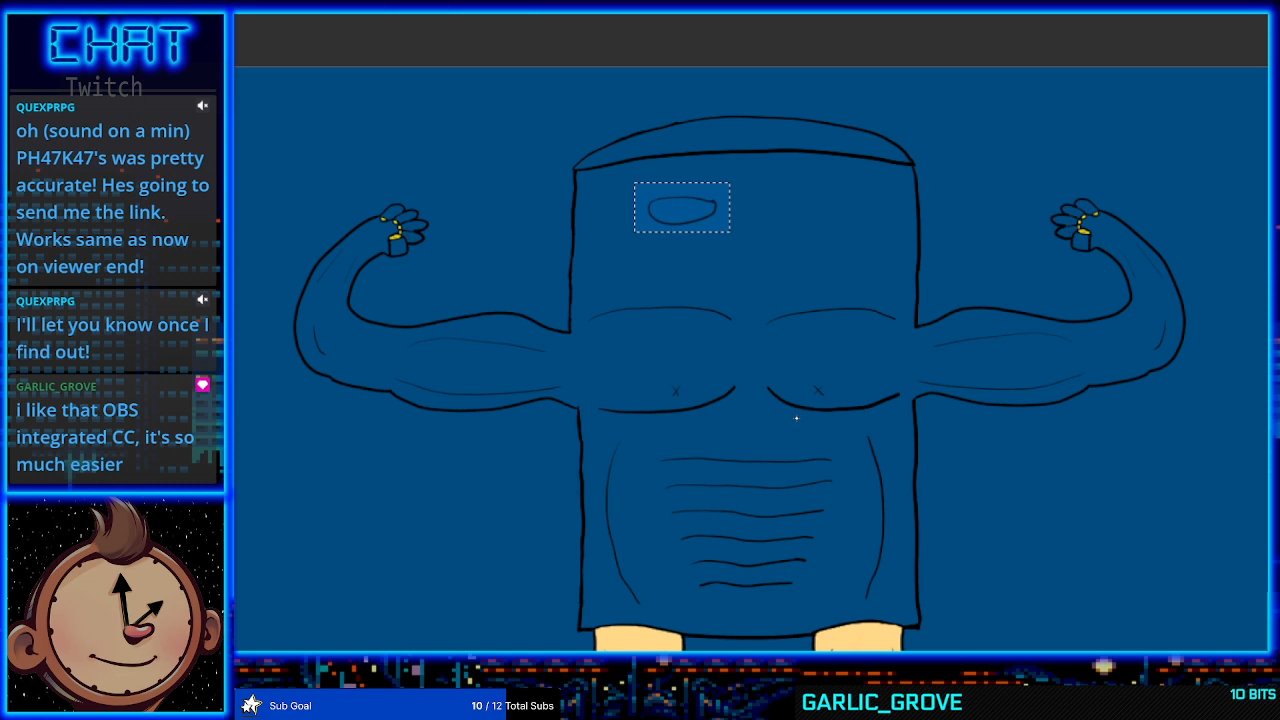 CHAT
Twitch
QUEXPRPG
oh (sound on a min)
PH47K47's was pretty
accurate! Hes going to
send me the link.
Works same as now
on viewer end!
QUEXPRPG
I'll let you know once I
find out!
GARLIC_GROVE
i like that OBS
integrated CC, it's so
much easier
Sub Goal
10 / 12 Total Subs
GARLIC_GROVE
10 BITS